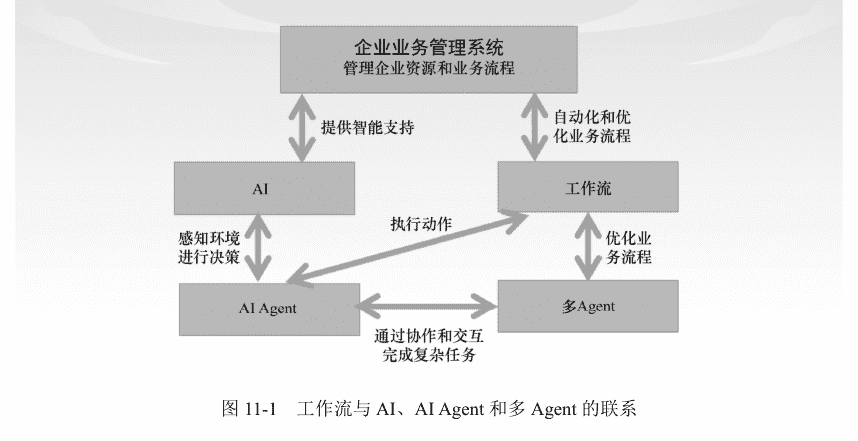 企业业务管理系统
管理企业资源和业务流程
提供智能支持
自动化和优
化业务流程
AI
工作流
执行动作
感知环境
进行决策
优化业
务流程
AI Agent
多Agent
通过协作和交互
完成复杂任务
图 11-1 工作流与 AI、AI Agent 和多 Agent 的联系